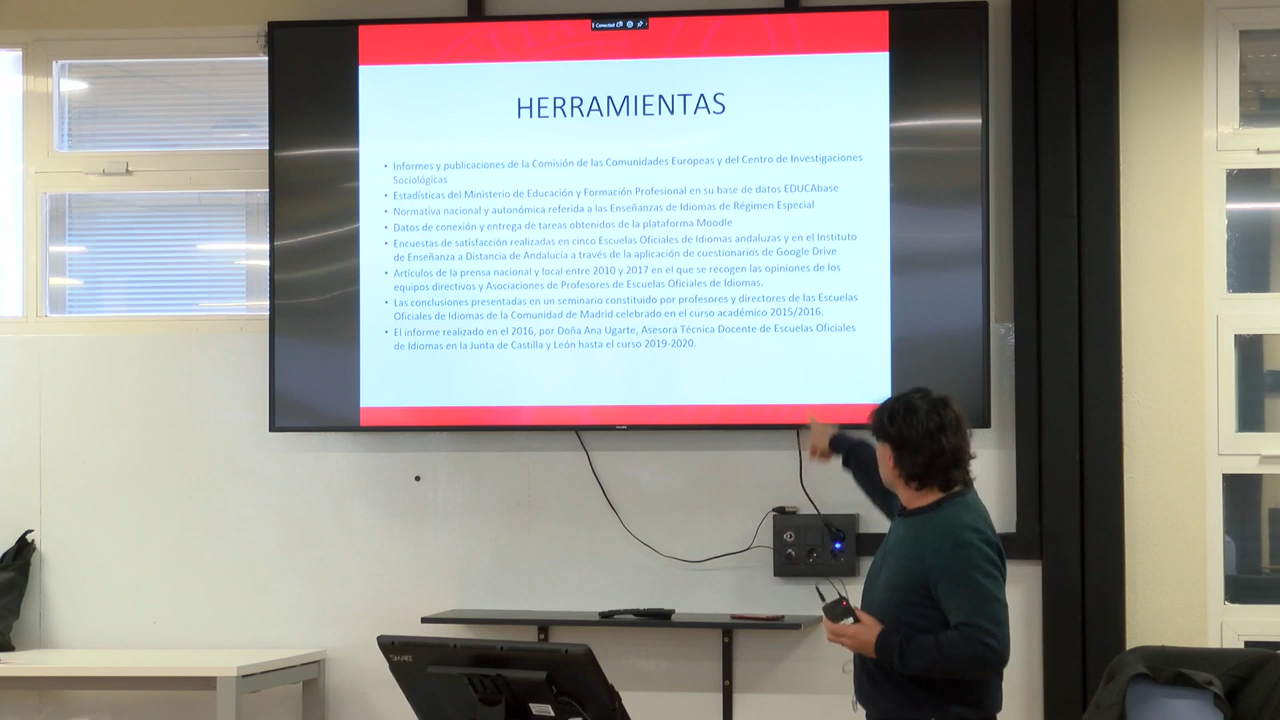 Conectad
HERRAMIENTAS
• Informes y publicaciones de la Comisión de las Comunidades Europeas y del Centro de Investigaciones
Sociológicas
• Estadísticas del Ministerio de Educación y Formación Profesional en su base de datos EDUCAbase
• Normativa nacional y autonómica referida a las Enseñanzas de Idiomas de Régimen Especial
• Datos de conexión y entrega de tareas obtenidos de la plataforma Moodle
• Encuestas de satisfacción realizadas en cinco Escuelas Oficiales de Idiomas andaluzas y en el Instituto
de Enseñanza a Distancia de Andalucía a través de la aplicación de cuestionarios de Google Drive
• Artículos de la prensa nacional y local entre 2010 y 2017 en el que se recogen las opiniones de los
equipos directivos y Asociaciones de Profesores de Escuelas Oficiales de Idiomas.
• Las conclusiones presentadas en un seminario constituido por profesores y directores de las Escuelas
Oficiales de Idiomas de la Comunidad de Madrid celebrado en el curso académico 2015/2016.
• El informe realizado en el 2016, por Doña Ana Ugarte, Asesora Técnica Docente de Escuelas Oficiales
de Idiomas en la Junta de Castilla y León hasta el curso 2019-2020.
PHILIPS
SMART